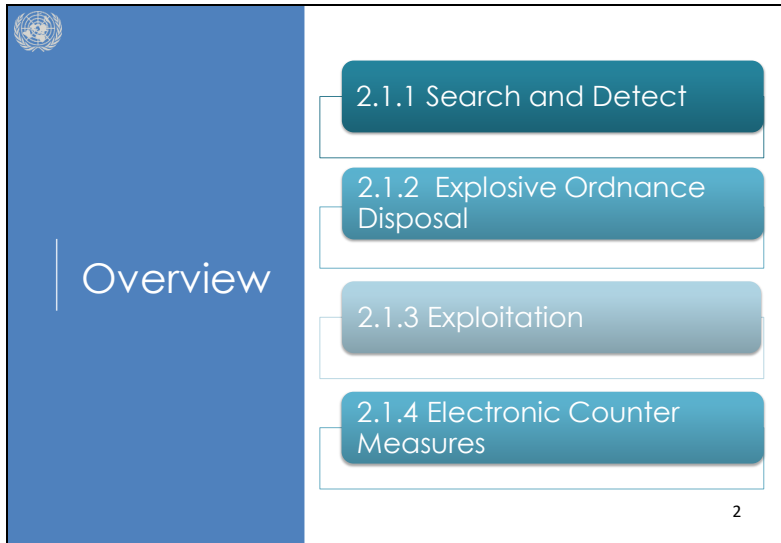 Overview
2.1.1 Search and Detect
2.1.2  Explosive Ordnance
Disposal
2.1.3 Exploitation
2.1.4 Electronic Counter
Measures
2